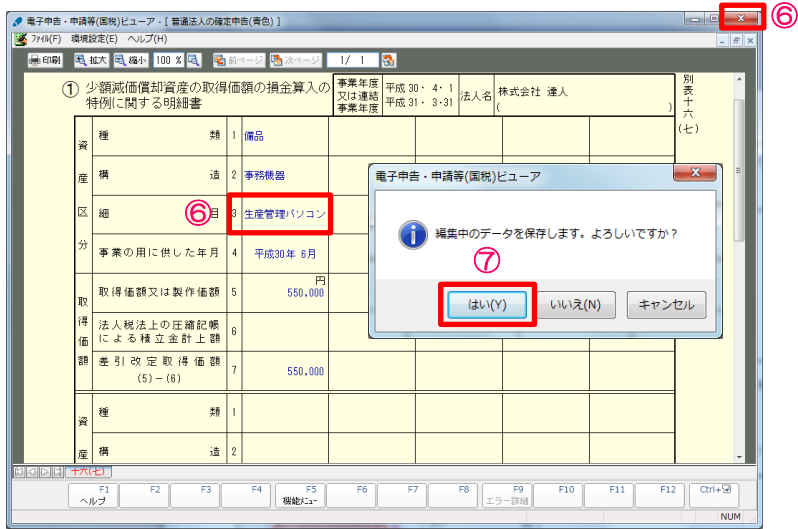 電子申告・申請等(国税)ビューア - [ 普通法人の確定申告(青色) ]
⑥
ﾌｧｲﾙ(F) 環境設定(E) ヘルプ(H)
印刷 拡大 縮小 100 % 前ページ 次ページ 1/ 1
① 少額減価償却資産の取得価額の損金算入の
特例に関する明細書
事業年度
又は連結
事業年度
平成 30・ 4・ 1
平成 31・ 3・31
法人名
株式会社 達人
( )
別表十六(七)
資産区分
種類 1 備品
構造 2 事務機器
⑥
細目 3 生産管理パソコン
事業の用に供した年月 4 平成30年 6月
取得価額
取得価額又は製作価額 5 円
550,000
法人税法上の圧縮記帳
による積立金計上額 6
差引改定取得価額
(5)－(6) 7 550,000
資産
種類 1
構造 2
電子申告・申請等(国税)ビューア
編集中のデータを保存します。よろしいですか？
⑦
はい(Y) いいえ(N) キャンセル
十六(七)
F1 F2 F3 F4 F5 F6 F7 F8 F9 F10 F11 F12 Ctrl+
ヘルプ 機能ﾒﾆｭｰ エラー詳細
NUM